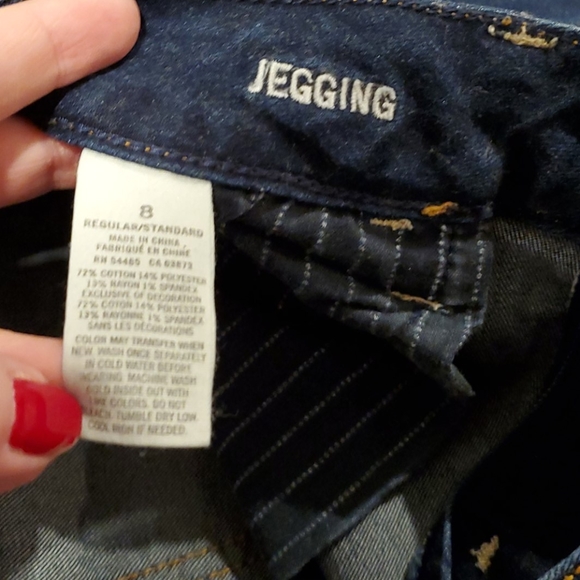 JEGGING
8
REGULAR/STANDARD
MADE IN CHINA
FABRIQUÉ EN CHINE
RN 54485 CA 03873
72% COTTON 14% POLYESTER
13% RAYON 1% SPANDEX
EXCLUSIVE OF DECORATION
72% COTON 14% POLYESTER
13% RAYONNE 1% SPANDEX
SANS LES DÉCORATIONS
COLOR MAY TRANSFER WHEN
NEW. WASH ONCE SEPARATELY
IN COLD WATER BEFORE
WEARING. MACHINE WASH
COLD INSIDE OUT WITH
LIKE COLORS. DO NOT
BLEACH. TUMBLE DRY LOW.
COOL IRON IF NEEDED.